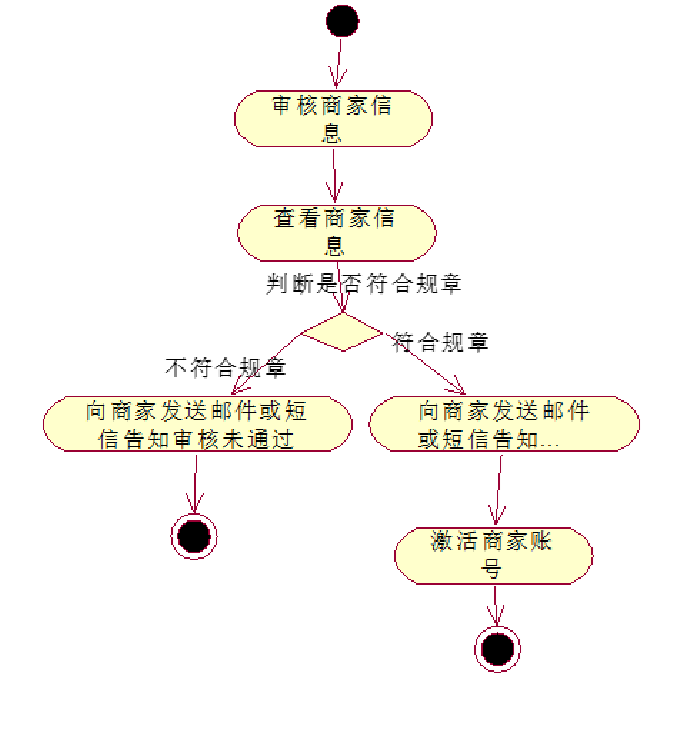 审核商家信
息
查看商家信
息
判断是否符合规章
符合规章
不符合规章
向商家发送邮件或短
信告知审核未通过
向商家发送邮件
或短信告知...
激活商家账
号